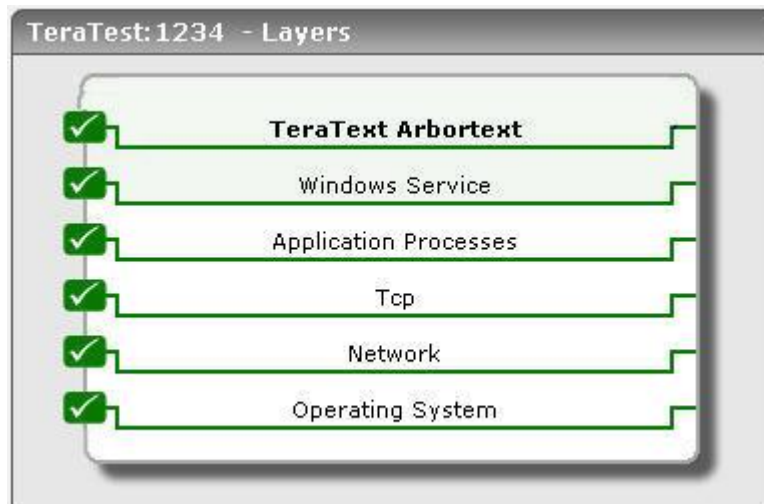 TeraTest:1234 - Layers
TeraText Arbortext
Windows Service
Application Processes
Tcp
Network
Operating System